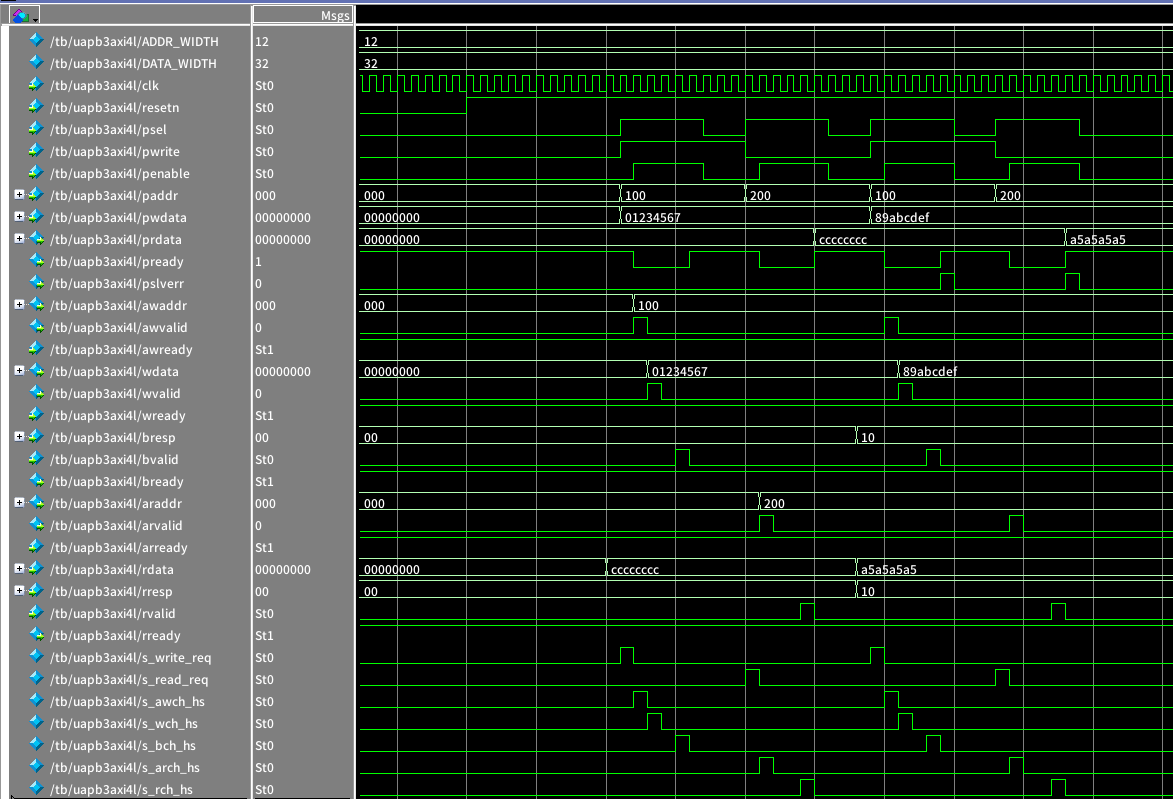 Msgs
/tb/uapb3axi4l/ADDR_WIDTH 12 12
/tb/uapb3axi4l/DATA_WIDTH 32 32
/tb/uapb3axi4l/clk St0
/tb/uapb3axi4l/resetn St0
/tb/uapb3axi4l/psel St0
/tb/uapb3axi4l/pwrite St0
/tb/uapb3axi4l/penable St0
/tb/uapb3axi4l/paddr 000 000 100 200 100 200
/tb/uapb3axi4l/pwdata 00000000 00000000 01234567 89abcdef
/tb/uapb3axi4l/prdata 00000000 00000000 cccccccc a5a5a5a5
/tb/uapb3axi4l/pready 1
/tb/uapb3axi4l/pslverr 0
/tb/uapb3axi4l/awaddr 000 000 100
/tb/uapb3axi4l/awvalid 0
/tb/uapb3axi4l/awready St1
/tb/uapb3axi4l/wdata 00000000 00000000 01234567 89abcdef
/tb/uapb3axi4l/wvalid 0
/tb/uapb3axi4l/wready St1
/tb/uapb3axi4l/bresp 00 00 10
/tb/uapb3axi4l/bvalid St0
/tb/uapb3axi4l/bready St1
/tb/uapb3axi4l/araddr 000 000 200
/tb/uapb3axi4l/arvalid 0
/tb/uapb3axi4l/arready St1
/tb/uapb3axi4l/rdata 00000000 00000000 cccccccc a5a5a5a5
/tb/uapb3axi4l/rresp 00 00 10
/tb/uapb3axi4l/rvalid St0
/tb/uapb3axi4l/rready St1
/tb/uapb3axi4l/s_write_req St0
/tb/uapb3axi4l/s_read_req St0
/tb/uapb3axi4l/s_awch_hs St0
/tb/uapb3axi4l/s_wch_hs St0
/tb/uapb3axi4l/s_bch_hs St0
/tb/uapb3axi4l/s_arch_hs St0
/tb/uapb3axi4l/s_rch_hs St0